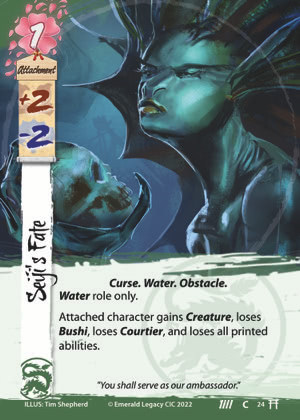 1
Attachment
+2
-2
Seiji's Fate
Curse. Water. Obstacle.
Water role only.
Attached character gains Creature, loses
Bushi, loses Courtier, and loses all printed
abilities.
"You shall serve as our ambassador."
ILLUS: Tim Shepherd © Emerald Legacy CIC 2022 C 24